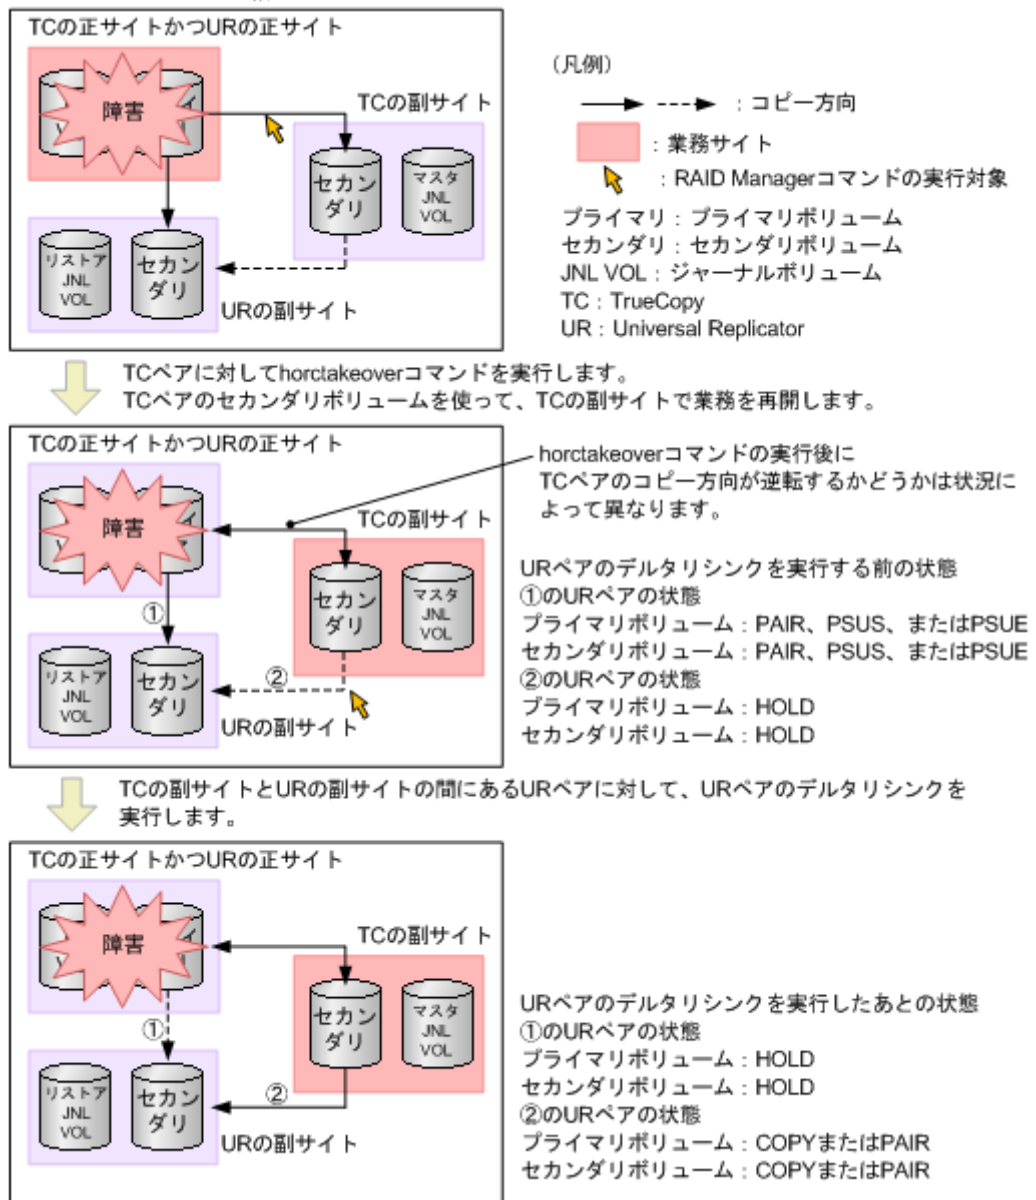 TCの正サイトかつURの正サイト
障害
TCの副サイト
セカン
ダリ
マスタ
JNL
VOL
リストア
JNL
VOL
セカン
ダリ
URの副サイト
(凡例)
：コピー方向
：業務サイト
：RAID Managerコマンドの実行対象
プライマリ：プライマリボリューム
セカンダリ：セカンダリボリューム
JNL VOL：ジャーナルボリューム
TC：TrueCopy
UR：Universal Replicator
TCペアに対してhorctakeoverコマンドを実行します。
TCペアのセカンダリボリュームを使って、TCの副サイトで業務を再開します。
TCの正サイトかつURの正サイト
障害
TCの副サイト
セカン
ダリ
マスタ
JNL
VOL
①
②
リストア
JNL
VOL
セカン
ダリ
URの副サイト
horctakeoverコマンドの実行後に
TCペアのコピー方向が逆転するかどうかは状況に
よって異なります。
URペアのデルタリシンクを実行する前の状態
①のURペアの状態
プライマリボリューム：PAIR、PSUS、またはPSUE
セカンダリボリューム：PAIR、PSUS、またはPSUE
②のURペアの状態
プライマリボリューム：HOLD
セカンダリボリューム：HOLD
TCの副サイトとURの副サイトの間にあるURペアに対して、URペアのデルタリシンクを
実行します。
TCの正サイトかつURの正サイト
障害
TCの副サイト
セカン
ダリ
マスタ
JNL
VOL
①
②
リストア
JNL
VOL
セカン
ダリ
URの副サイト
URペアのデルタリシンクを実行したあとの状態
①のURペアの状態
プライマリボリューム：HOLD
セカンダリボリューム：HOLD
②のURペアの状態
プライマリボリューム：COPYまたはPAIR
セカンダリボリューム：COPYまたはPAIR